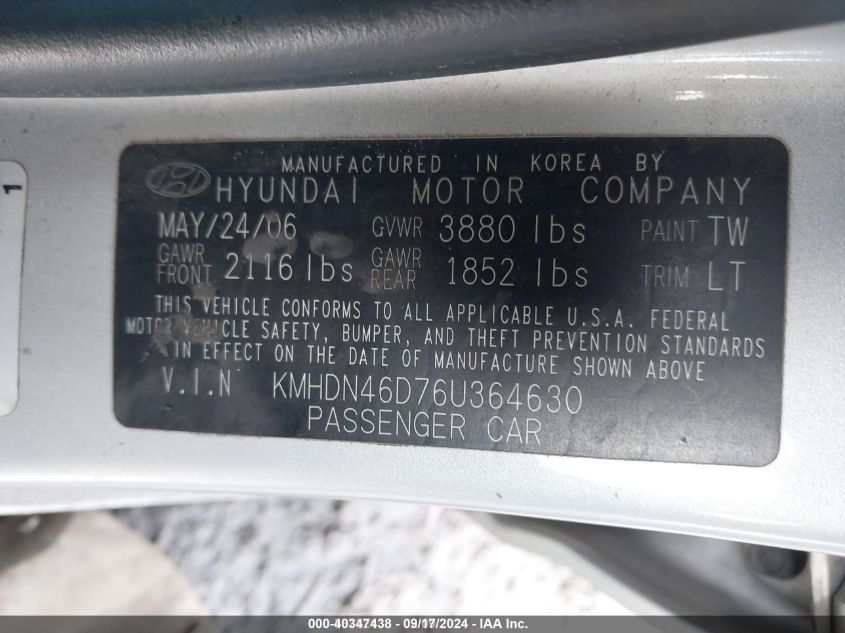 MANUFACTURED IN KOREA BY
HYUNDAI MOTOR COMPANY
MAY/24/06 GVWR 3880 lbs PAINT TW
GAWR FRONT 2116 lbs GAWR REAR 1852 lbs TRIM LT
THIS VEHICLE CONFORMS TO ALL APPLICABLE U.S.A. FEDERAL
MOTOR VEHICLE SAFETY, BUMPER, AND THEFT PREVENTION STANDARDS
IN EFFECT ON THE DATE OF MANUFACTURE SHOWN ABOVE
V.I.N KMHDN46D76U364630
PASSENGER CAR
1
000-40347438 - 09/17/2024 - IAA Inc.